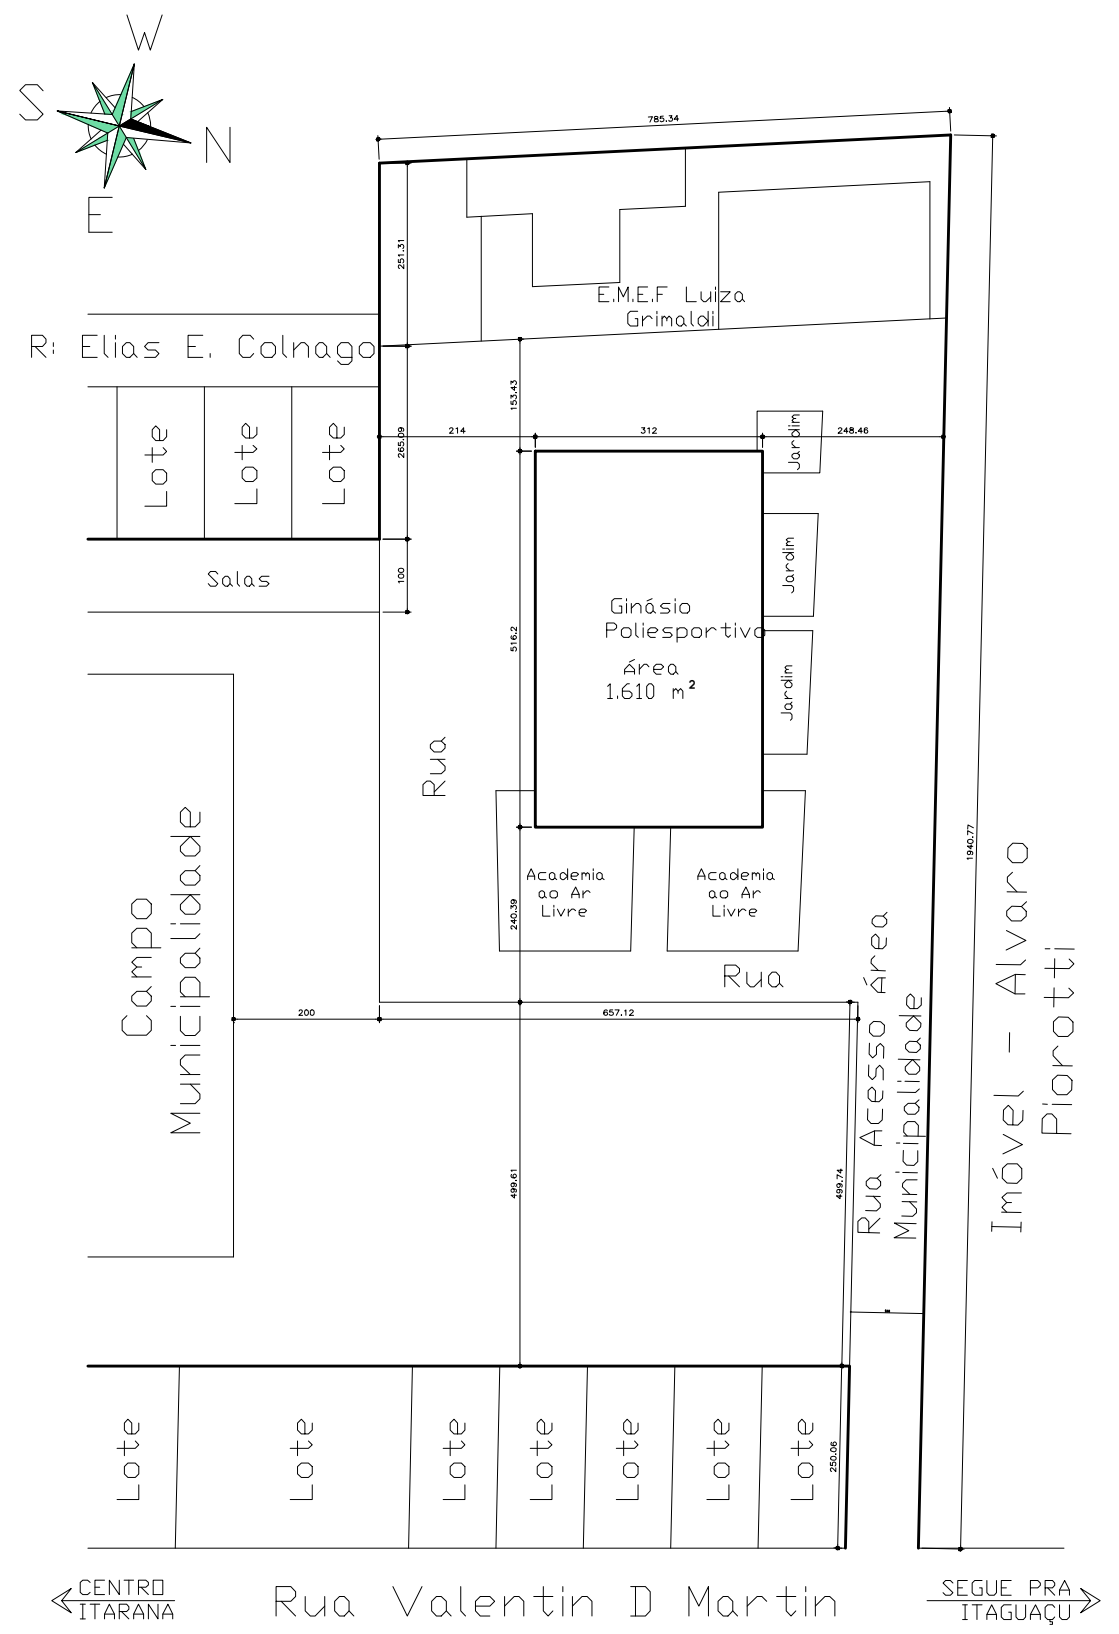 W
S
N
E
785.34
251.31
E.M.E.F Luiza
Grimaldi
R: Elias E. Colnago
153.43
265.09
214
312
248.46
Jardim
Lote
Lote
Lote
Jardim
Salas
100
Ginásio
Poliesportivo
516.2
Área
1.610 m²
Jardim
Rua
Campo
Municipalidade
Academia
ao Ar
Livre
Academia
ao Ar
Livre
240.39
1940.77
Rua
200
657.12
Rua Acesso Área
Municipalidade
Imóvel - Alvaro
Piorotti
499.61
499.74
Lote
Lote
Lote
Lote
Lote
Lote
Lote
250.06
CENTRO
ITARANA
Rua Valentin D Martin
SEGUE PRA
ITAGUAÇU